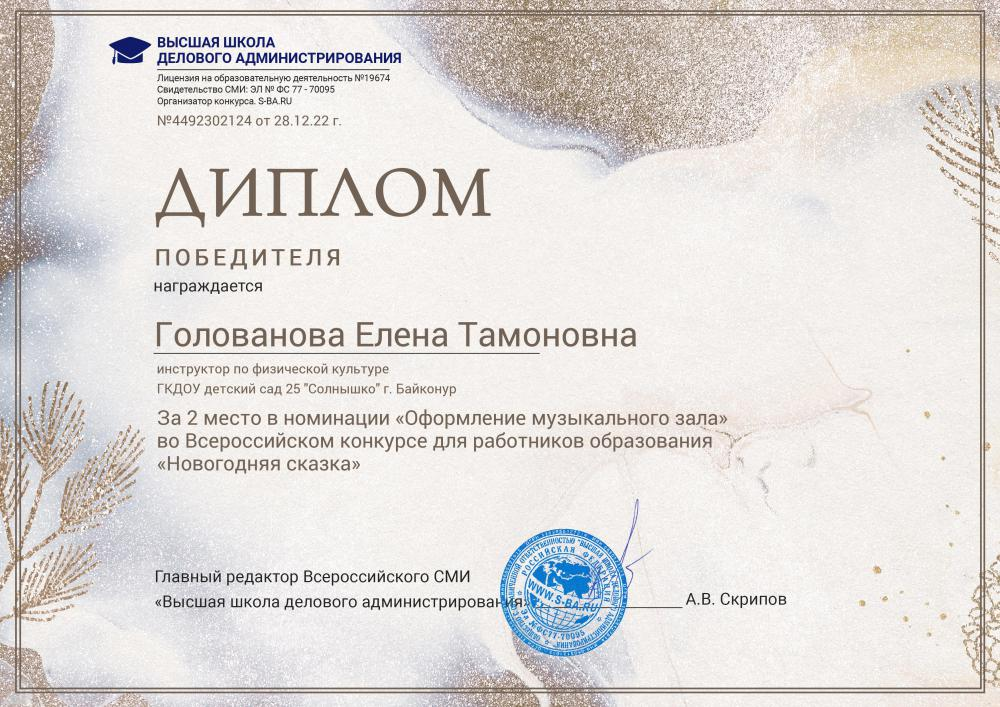 ВЫСШАЯ ШКОЛА
ДЕЛОВОГО АДМИНИСТРИРОВАНИЯ
Лицензия на образовательную деятельность №19674
Свидетельство СМИ: ЭЛ № ФС 77 - 70095
Организатор конкурса. S-BA.RU
№4492302124 от 28.12.22 г.
ДИПЛОМ
ПОБЕДИТЕЛЯ
награждается
Голованова Елена Тамоновна
инструктор по физической культуре
ГКДОУ детский сад 25 "Солнышко" г. Байконур
За 2 место в номинации «Оформление музыкального зала»
во Всероссийском конкурсе для работников образования
«Новогодняя сказка»
Главный редактор Всероссийского СМИ
«Высшая школа делового администрирования»
А.В. Скрипов
РОССИЙСКАЯ ФЕДЕРАЦИЯ
WWW.S-BA.RU